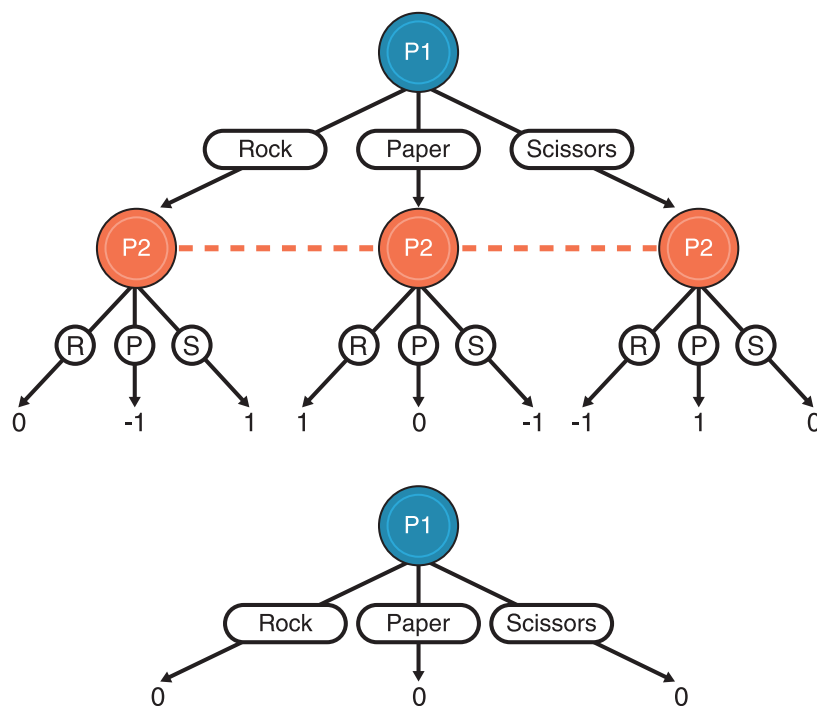 P1
Rock Paper Scissors
P2 P2 P2
R P S R P S R P S
0 -1 1 1 0 -1 -1 1 0
P1
Rock Paper Scissors
0 0 0